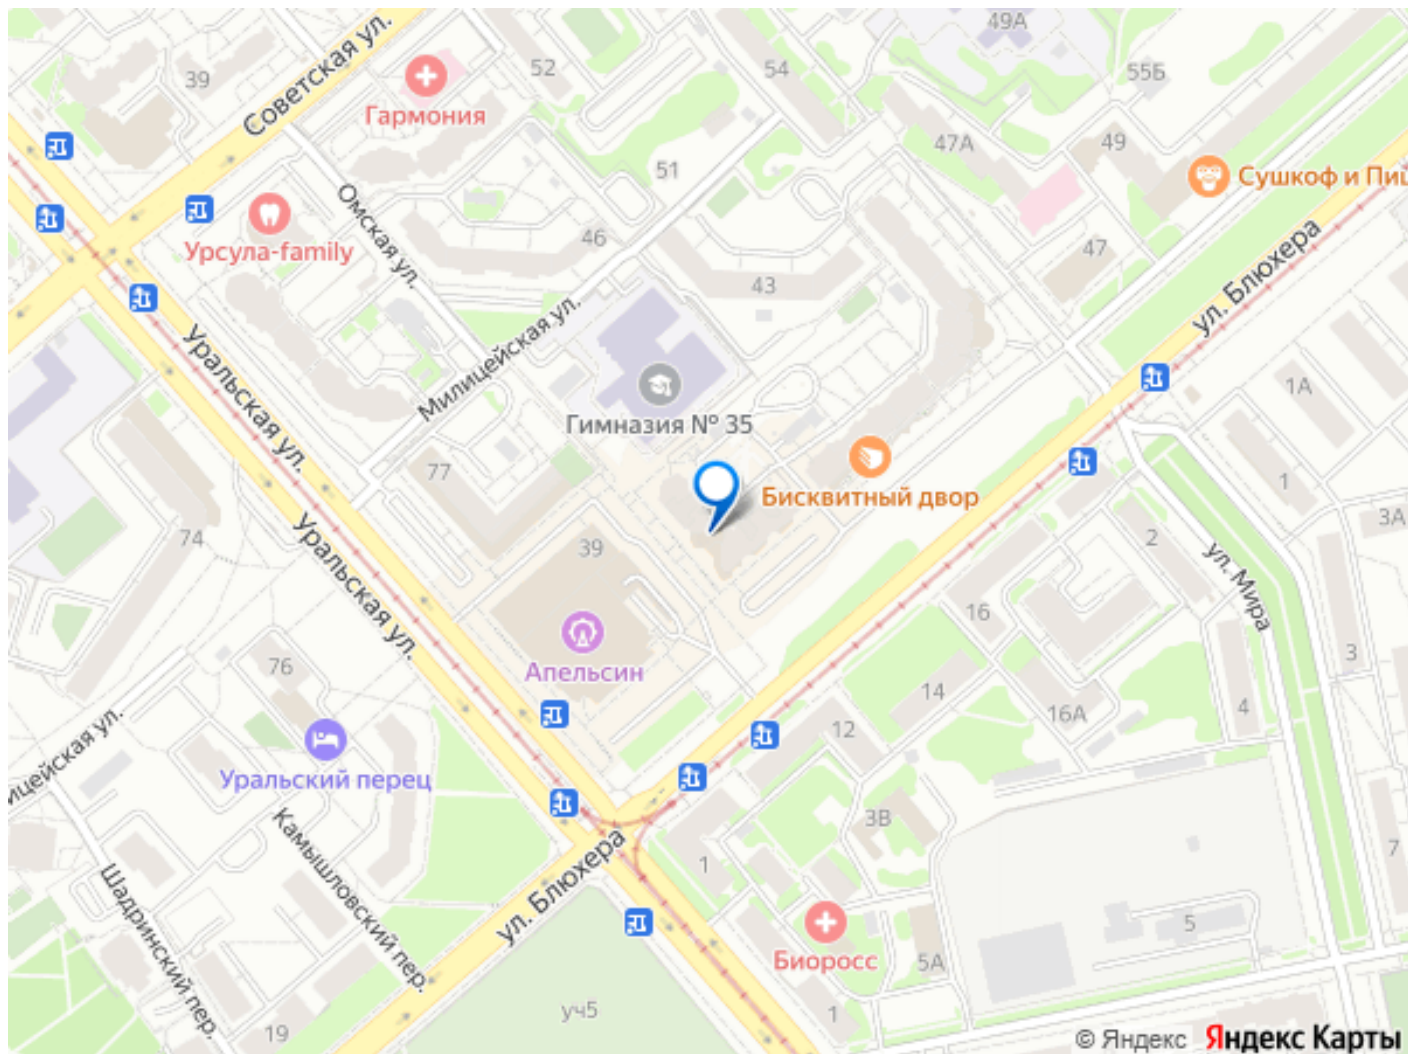 49А
39
Советская ул.
52
54
55Б
Гармония
47А
49
51
Сушкоф и Пиц
Омская ул.
Урсула-family
46
47
43
ул. Блюхера
Милицейская ул.
Уральская ул.
1А
Гимназия № 35
77
Бисквитный двор
1
3А
74
39
2
Уральская ул.
ул. Мира
16
Апельсин
76
3
14
16А
4
12
ицейская ул.
Уральский перец
3В
Камышловский пер.
ул. Блюхера
1
7
Шадринский пер.
Биоросс
5А
5
уч5
1
19
© Яндекс Яндекс Карты